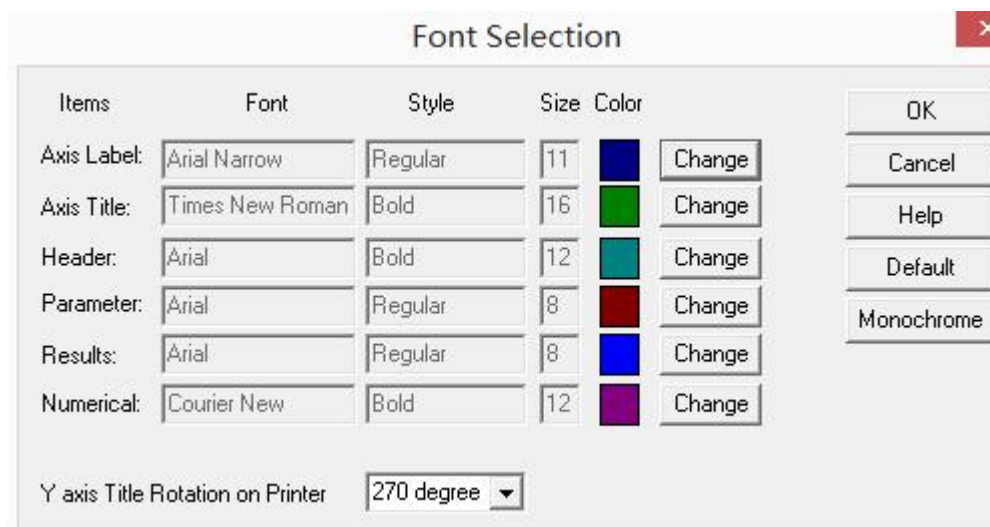 Font Selection
Items Font Style Size Color
OK
Axis Label: Arial Narrow Regular 11 Change
Cancel
Axis Title: Times New Roman Bold 16 Change
Help
Header: Arial Bold 12 Change
Default
Parameter: Arial Regular 8 Change
Monochrome
Results: Arial Regular 8 Change
Numerical: Courier New Bold 12 Change
Y axis Title Rotation on Printer 270 degree